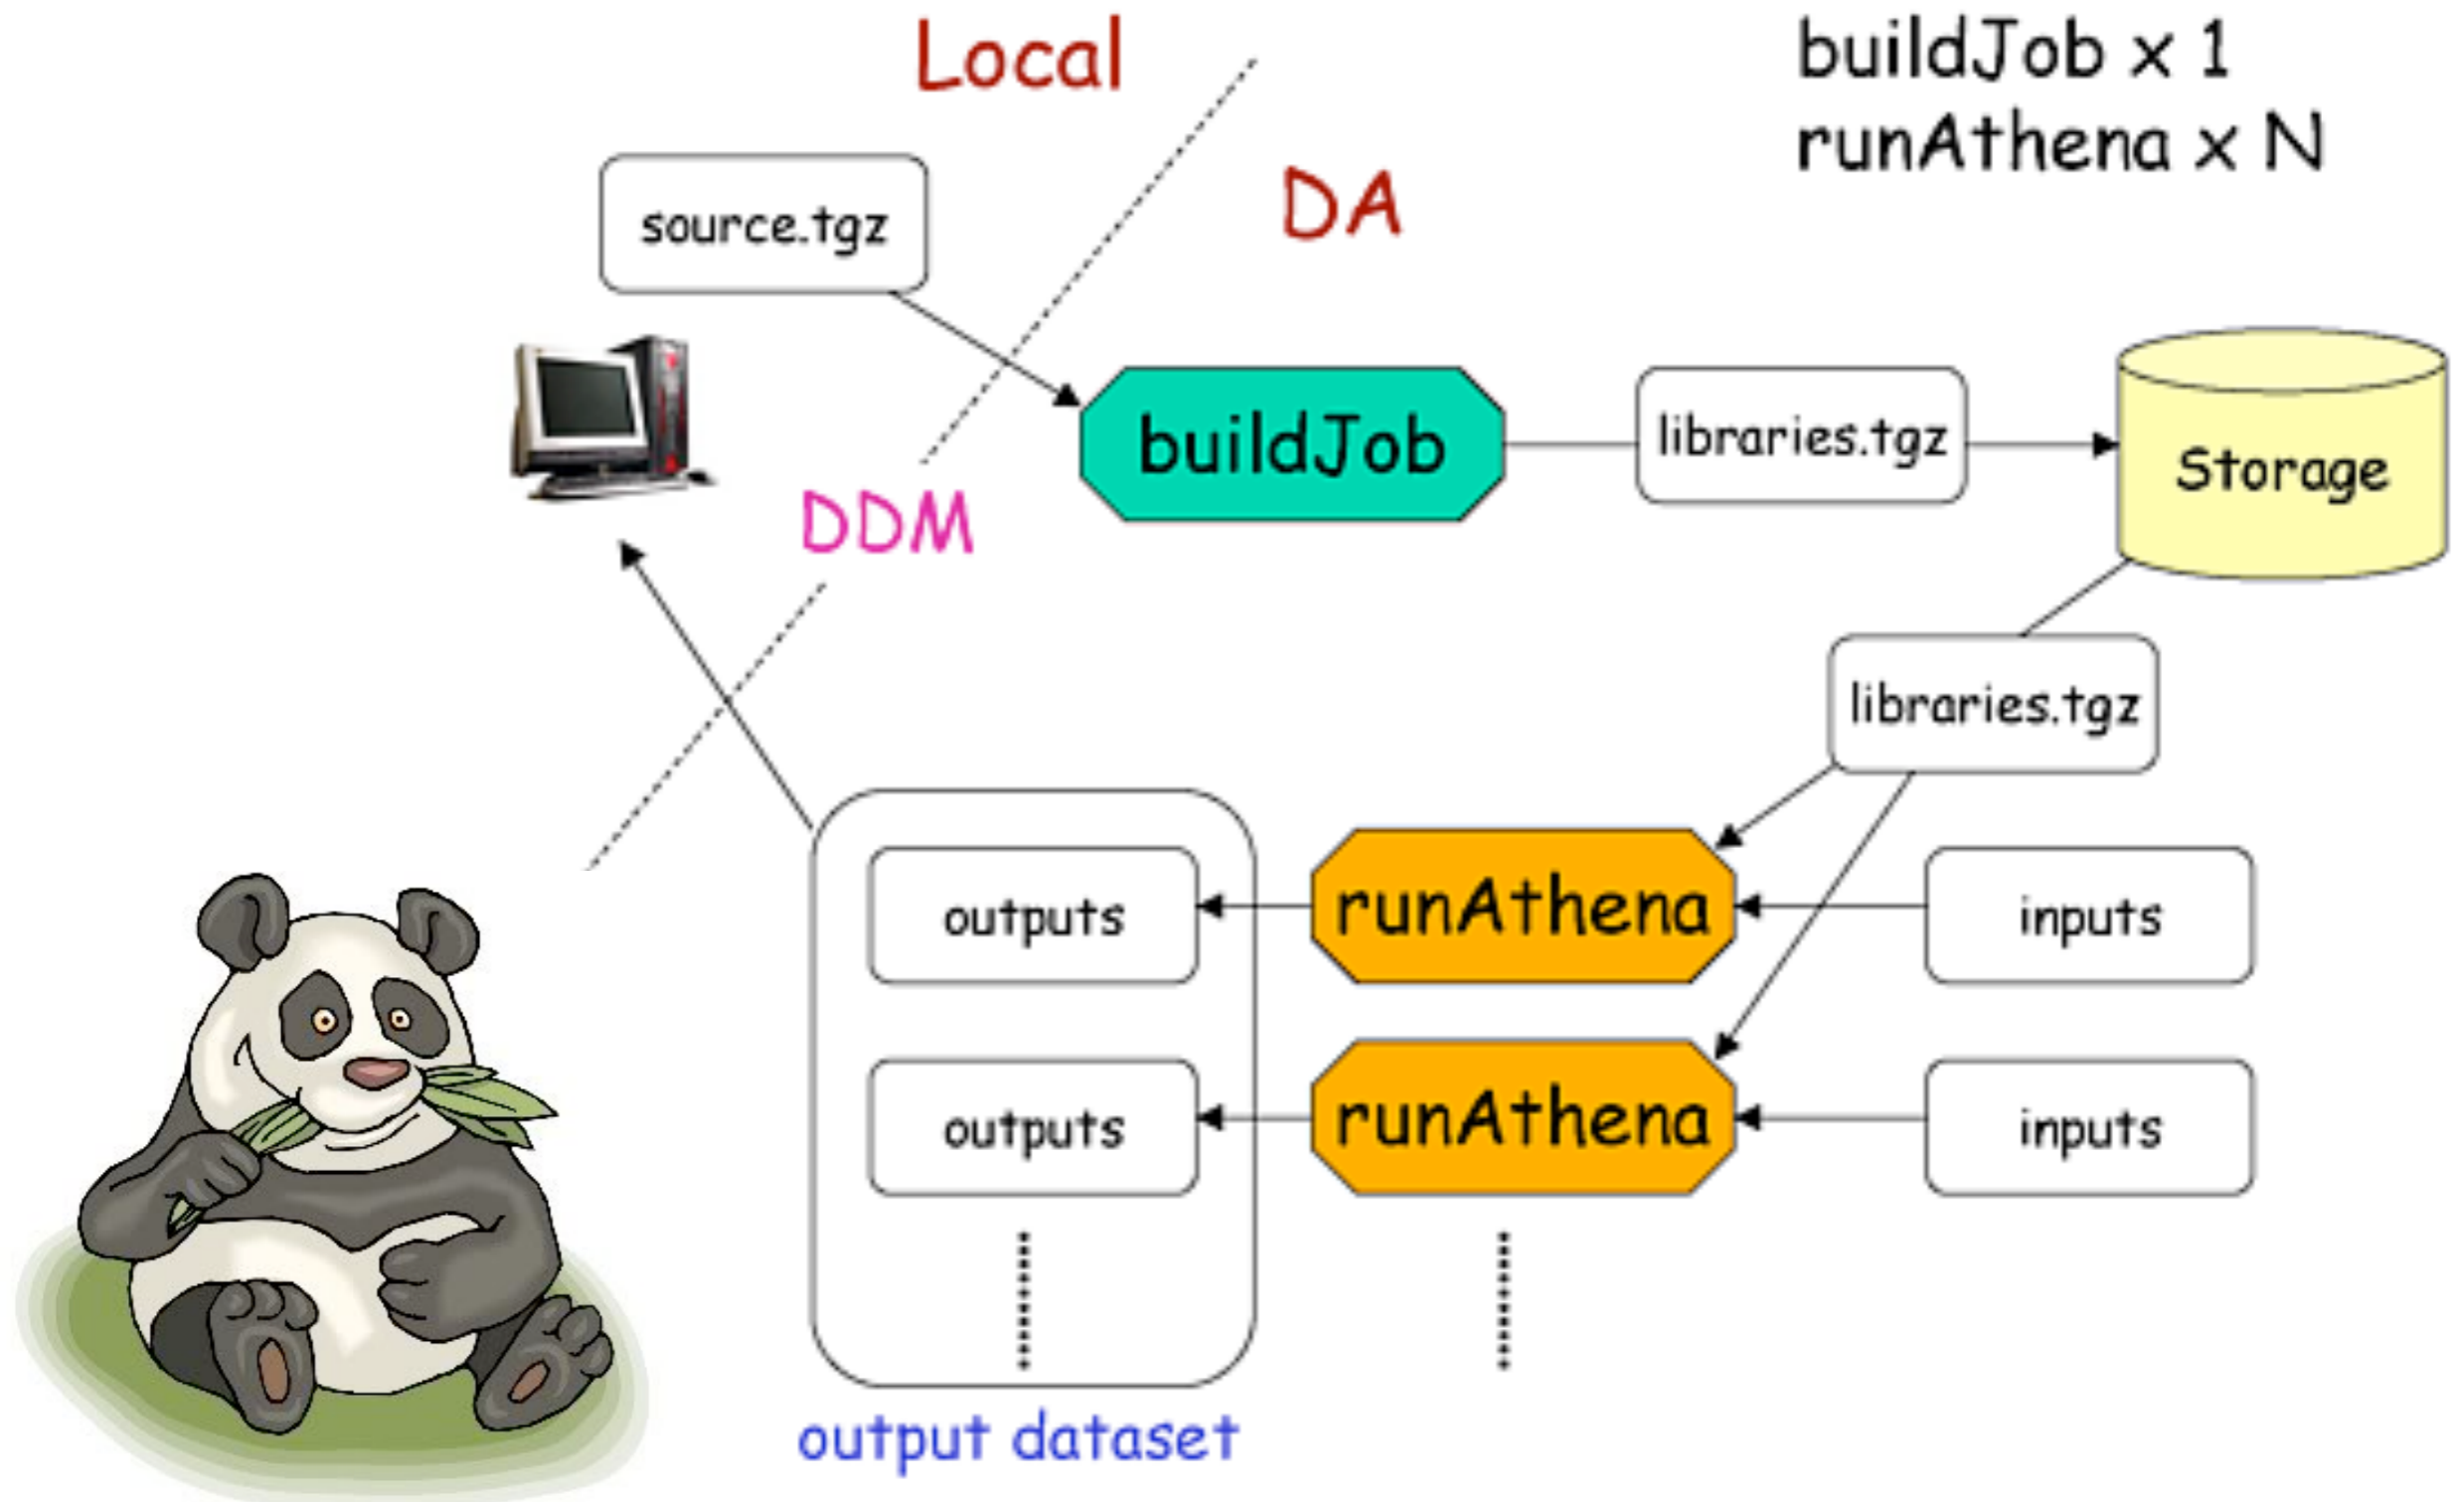 Local
buildJob x 1
runAthena x N
DA
source.tgz
buildJob
libraries.tgz
Storage
DDM
libraries.tgz
outputs
runAthena
inputs
outputs
runAthena
inputs
output dataset